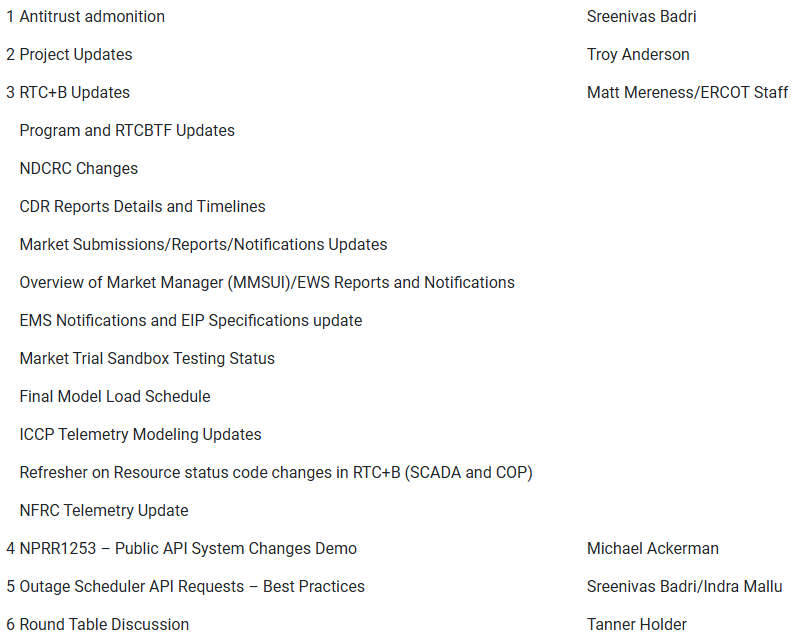 1 Antitrust admonition Sreenivas Badri
2 Project Updates Troy Anderson
3 RTC+B Updates Matt Mereness/ERCOT Staff
Program and RTCBTF Updates
NDCRC Changes
CDR Reports Details and Timelines
Market Submissions/Reports/Notifications Updates
Overview of Market Manager (MMSUI)/EWS Reports and Notifications
EMS Notifications and EIP Specifications update
Market Trial Sandbox Testing Status
Final Model Load Schedule
ICCP Telemetry Modeling Updates
Refresher on Resource status code changes in RTC+B (SCADA and COP)
NFRC Telemetry Update
4 NPRR1253 – Public API System Changes Demo Michael Ackerman
5 Outage Scheduler API Requests – Best Practices Sreenivas Badri/Indra Mallu
6 Round Table Discussion Tanner Holder